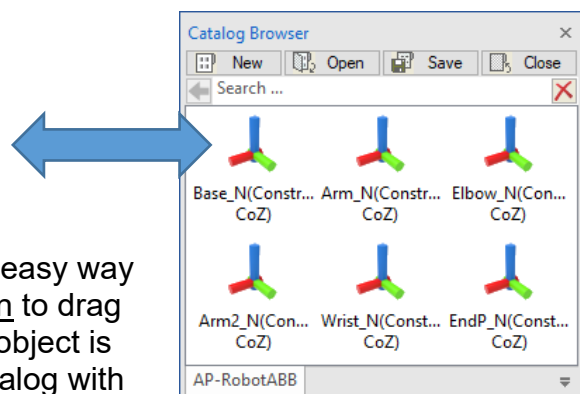 Catalog Browser
New Open Save Close
Search ...
Base_N(Constr... Arm_N(Constr... Elbow_N(Con...
CoZ) CoZ) CoZ)
easy way
to drag
object is
alog with
Arm2_N(Con... Wrist_N(Const... EndP_N(Const...
CoZ) CoZ) CoZ)
AP-RobotABB